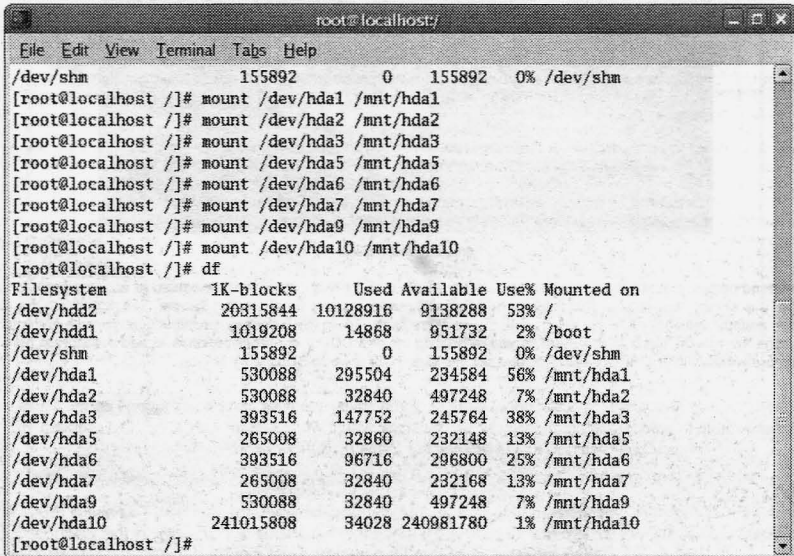 root@localhost:/
File Edit View Terminal Tabs Help
/dev/shm 155892 0 155892 0% /dev/shm
[root@localhost /]# mount /dev/hda1 /mnt/hda1
[root@localhost /]# mount /dev/hda2 /mnt/hda2
[root@localhost /]# mount /dev/hda3 /mnt/hda3
[root@localhost /]# mount /dev/hda5 /mnt/hda5
[root@localhost /]# mount /dev/hda6 /mnt/hda6
[root@localhost /]# mount /dev/hda7 /mnt/hda7
[root@localhost /]# mount /dev/hda9 /mnt/hda9
[root@localhost /]# mount /dev/hda10 /mnt/hda10
[root@localhost /]# df
Filesystem 1K-blocks Used Available Use% Mounted on
/dev/hdd2 20315844 10128916 9138288 53% /
/dev/hdd1 1019208 14868 951732 2% /boot
/dev/shm 155892 0 155892 0% /dev/shm
/dev/hda1 530088 295504 234584 56% /mnt/hda1
/dev/hda2 530088 32840 497248 7% /mnt/hda2
/dev/hda3 393516 147752 245764 38% /mnt/hda3
/dev/hda5 265008 32860 232148 13% /mnt/hda5
/dev/hda6 393516 96716 296800 25% /mnt/hda6
/dev/hda7 265008 32840 232168 13% /mnt/hda7
/dev/hda9 530088 32840 497248 7% /mnt/hda9
/dev/hda10 241015808 34028 240981780 1% /mnt/hda10
[root@localhost /]#